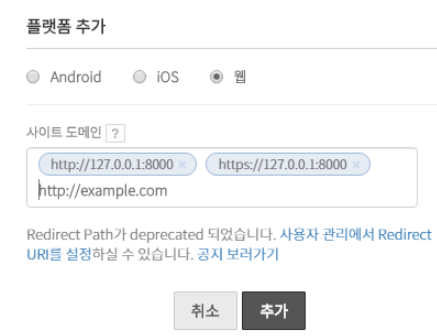 플랫폼 추가
Android iOS 웹
사이트 도메인 ?
http://127.0.0.1:8000 × https://127.0.0.1:8000 ×
http://example.com
Redirect Path가 deprecated 되었습니다. 사용자 관리에서 Redirect
URI를 설정하실 수 있습니다. 공지 보러가기
취소 추가